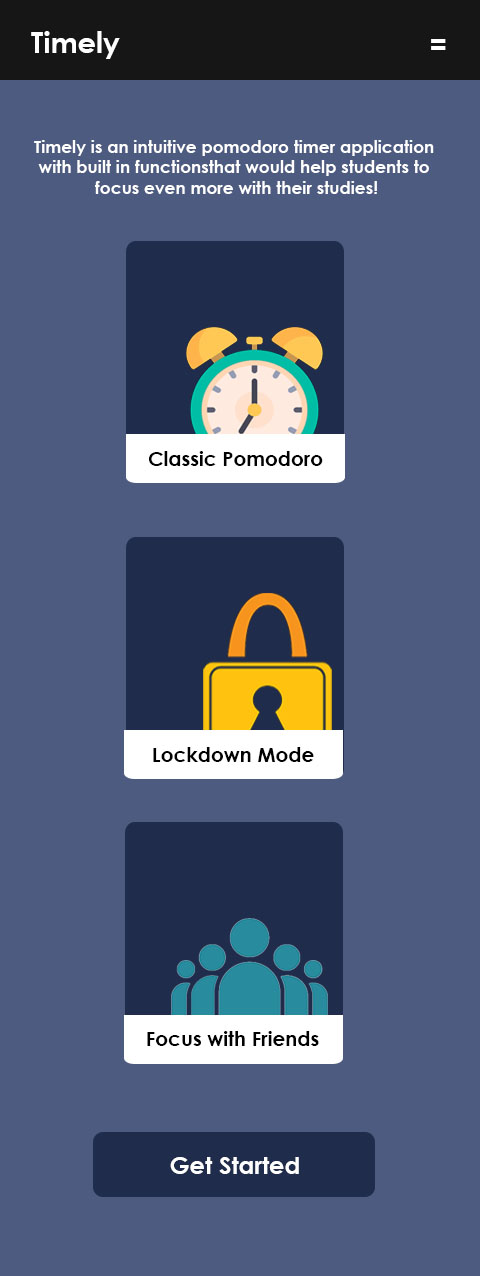 Timely
Timely is an intuitive pomodoro timer application
with built in functionsthat would help students to
focus even more with their studies!
Classic Pomodoro
Lockdown Mode
Focus with Friends
Get Started